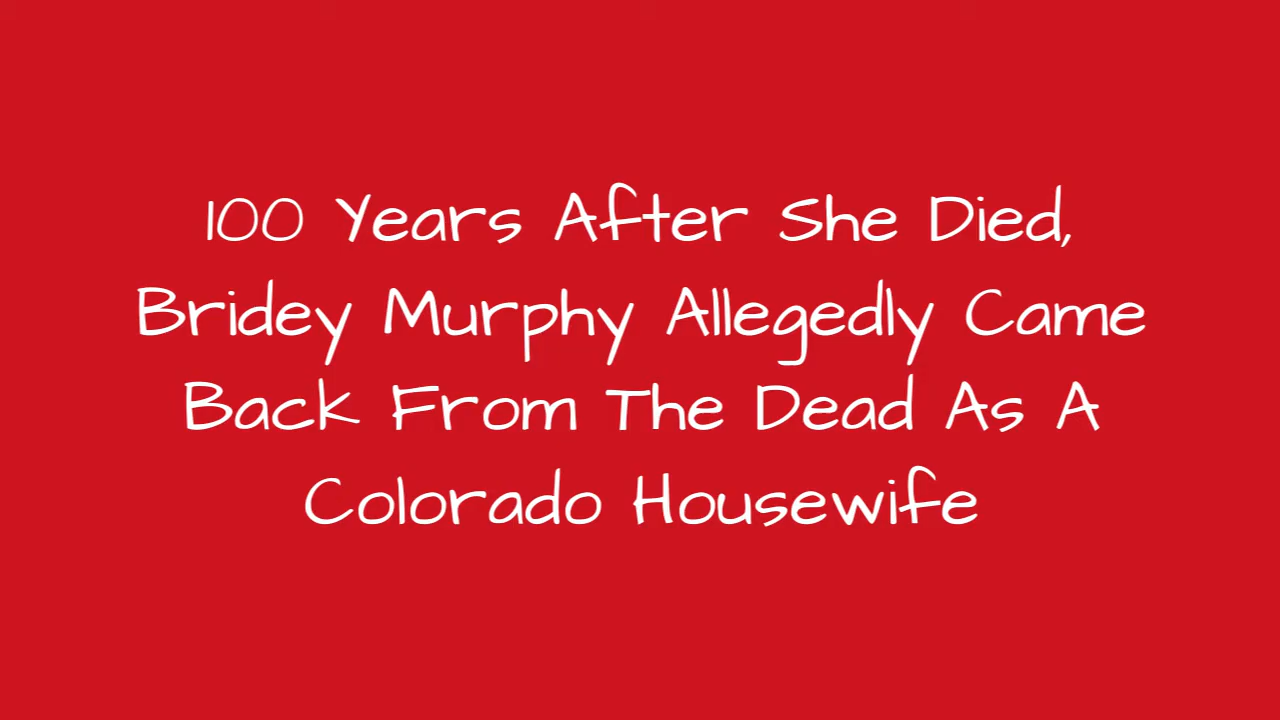 100 Years After She Died,
Bridey Murphy Allegedly Came
Back From The Dead As A
Colorado Housewife